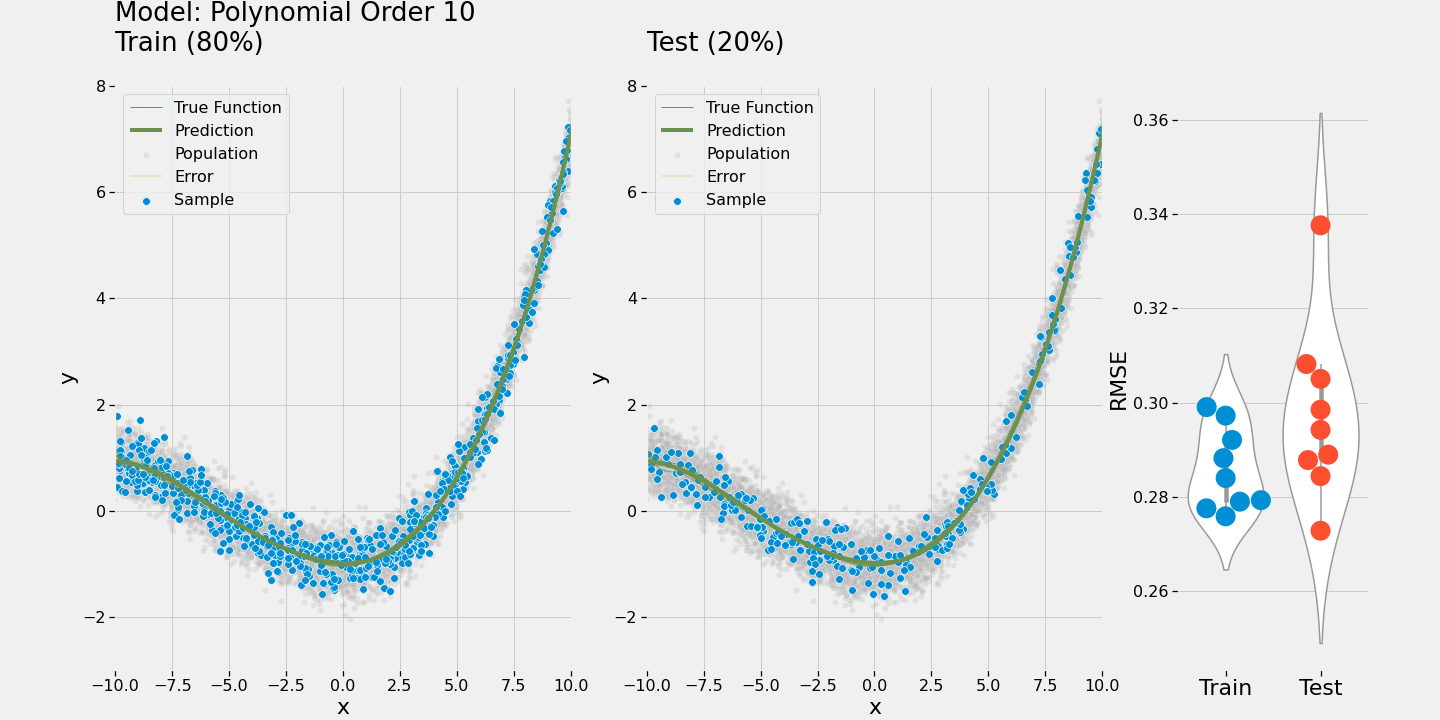 Model: Polynomial Order 10
Train (80%)
Test (20%)
8
6
4
2
0
−2
y
True Function
Prediction
Population
Error
Sample
−10.0 −7.5 −5.0 −2.5 0.0 2.5 5.0 7.5 10.0
x
8
6
4
2
0
−2
y
True Function
Prediction
Population
Error
Sample
−10.0 −7.5 −5.0 −2.5 0.0 2.5 5.0 7.5 10.0
x
0.36
0.34
0.32
0.30
0.28
0.26
RMSE
Train Test